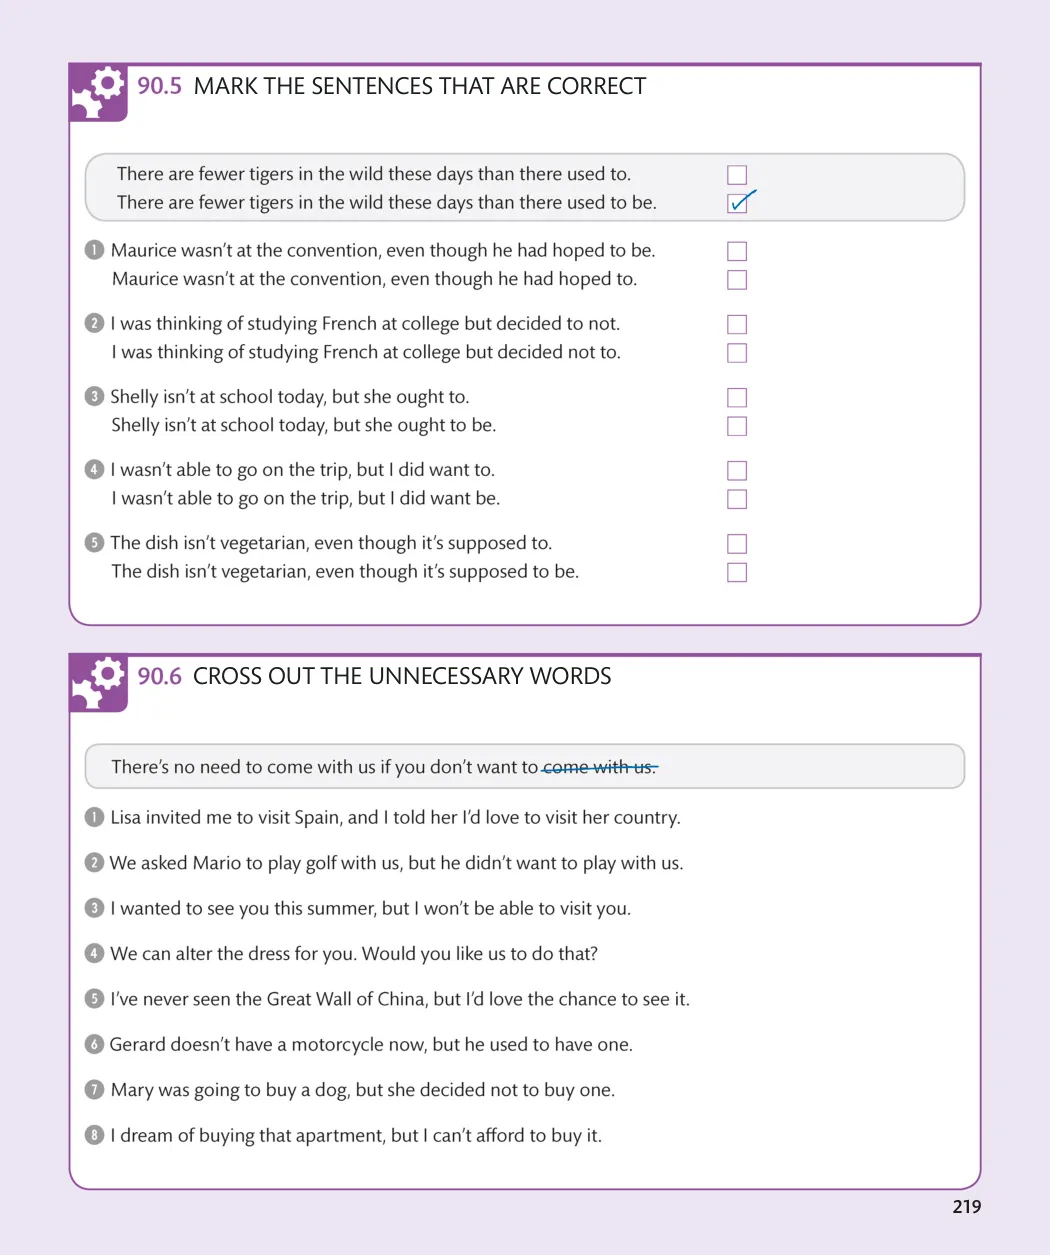 90.5 MARK THE SENTENCES THAT ARE CORRECT
There are fewer tigers in the wild these days than there used to.
There are fewer tigers in the wild these days than there used to be.
1 Maurice wasn't at the convention, even though he had hoped to be.
Maurice wasn't at the convention, even though he had hoped to.
2 I was thinking of studying French at college but decided to not.
I was thinking of studying French at college but decided not to.
3 Shelly isn't at school today, but she ought to.
Shelly isn't at school today, but she ought to be.
4 I wasn't able to go on the trip, but I did want to.
I wasn't able to go on the trip, but I did want be.
5 The dish isn't vegetarian, even though it's supposed to.
The dish isn't vegetarian, even though it's supposed to be.
90.6 CROSS OUT THE UNNECESSARY WORDS
There's no need to come with us if you don't want to come with us.
1 Lisa invited me to visit Spain, and I told her I'd love to visit her country.
2 We asked Mario to play golf with us, but he didn't want to play with us.
3 I wanted to see you this summer, but I won't be able to visit you.
4 We can alter the dress for you. Would you like us to do that?
5 I've never seen the Great Wall of China, but I'd love the chance to see it.
6 Gerard doesn't have a motorcycle now, but he used to have one.
7 Mary was going to buy a dog, but she decided not to buy one.
8 I dream of buying that apartment, but I can't afford to buy it.
219